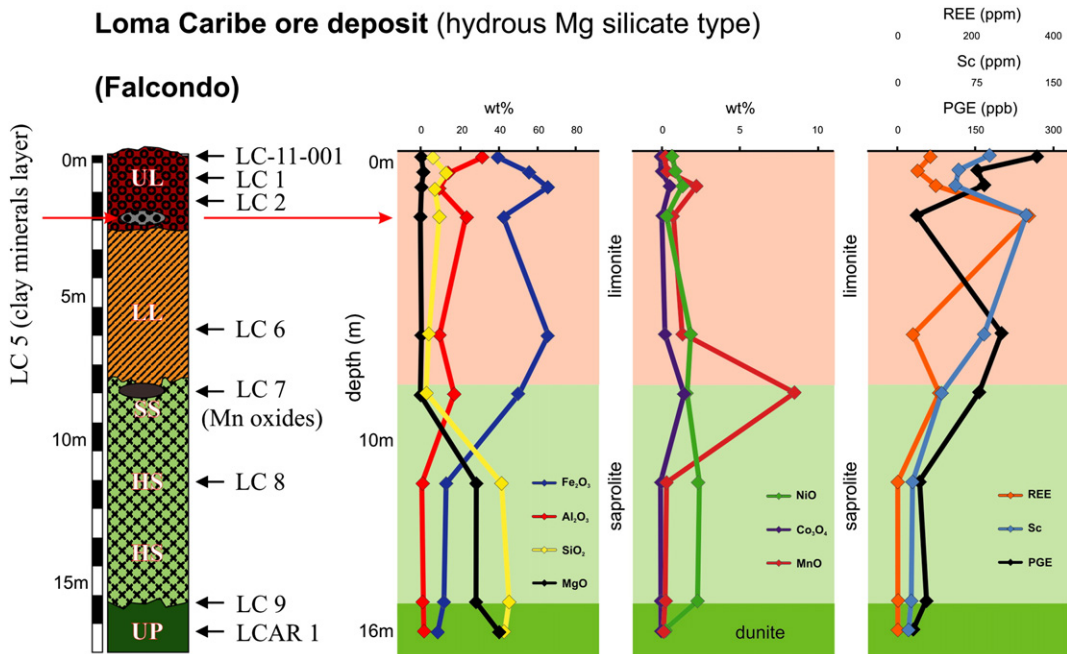 Loma Caribe ore deposit (hydrous Mg silicate type)
(Falcondo)
LC 5 (clay minerals layer)
0m
5m
10m
15m
UL
LL
SS
HS
HS
UP
LC-11-001
LC 1
LC 2
LC 6
LC 7
(Mn oxides)
LC 8
LC 9
LCAR 1
wt%
0 20 40 60 80
0m
depth (m)
10m
16m
Fe₂O₃
Al₂O₃
SiO₂
MgO
wt%
0 5 10
limonite
saprolite
NiO
Co₃O₄
MnO
dunite
REE (ppm)
0 200 400
Sc (ppm)
0 75 150
PGE (ppb)
0 150 300
limonite
saprolite
REE
Sc
PGE